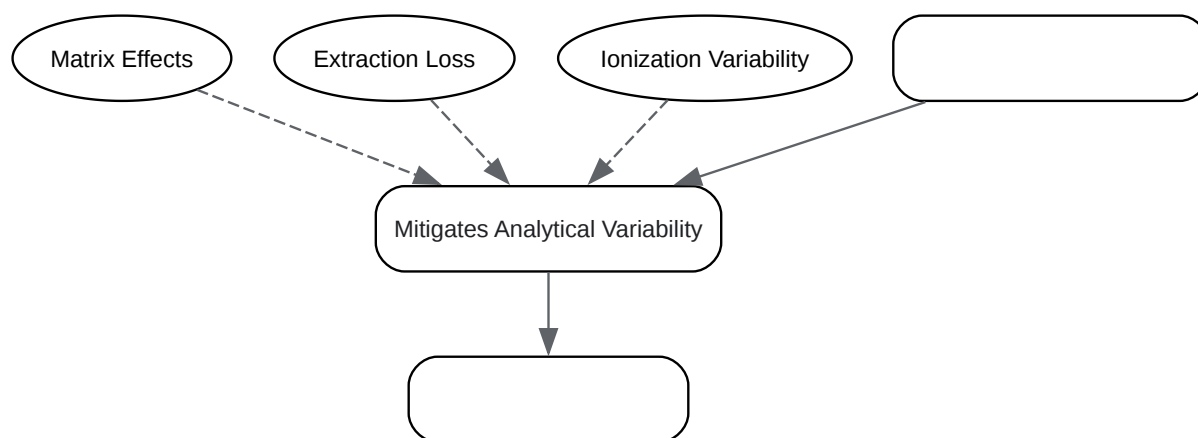 Matrix Effects
Extraction Loss
Ionization Variability
Mitigates Analytical Variability